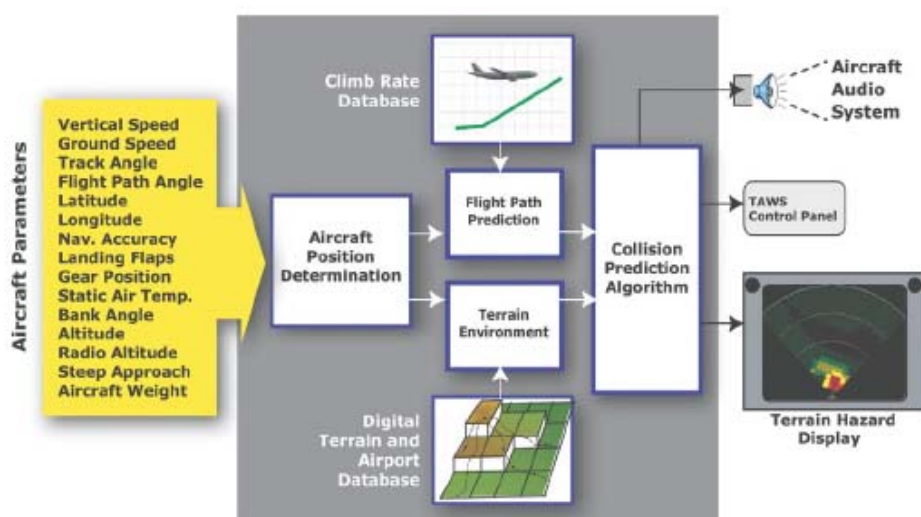 Aircraft Parameters
Vertical Speed
Ground Speed
Track Angle
Flight Path Angle
Latitude
Longitude
Nav. Accuracy
Landing Flaps
Gear Position
Static Air Temp.
Bank Angle
Altitude
Radio Altitude
Steep Approach
Aircraft Weight
Aircraft
Position
Determination
Climb Rate
Database
Flight Path
Prediction
Terrain
Environment
Digital
Terrain and
Airport
Database
Collision
Prediction
Algorithm
Aircraft
Audio
System
TAWS
Control Panel
Terrain Hazard
Display